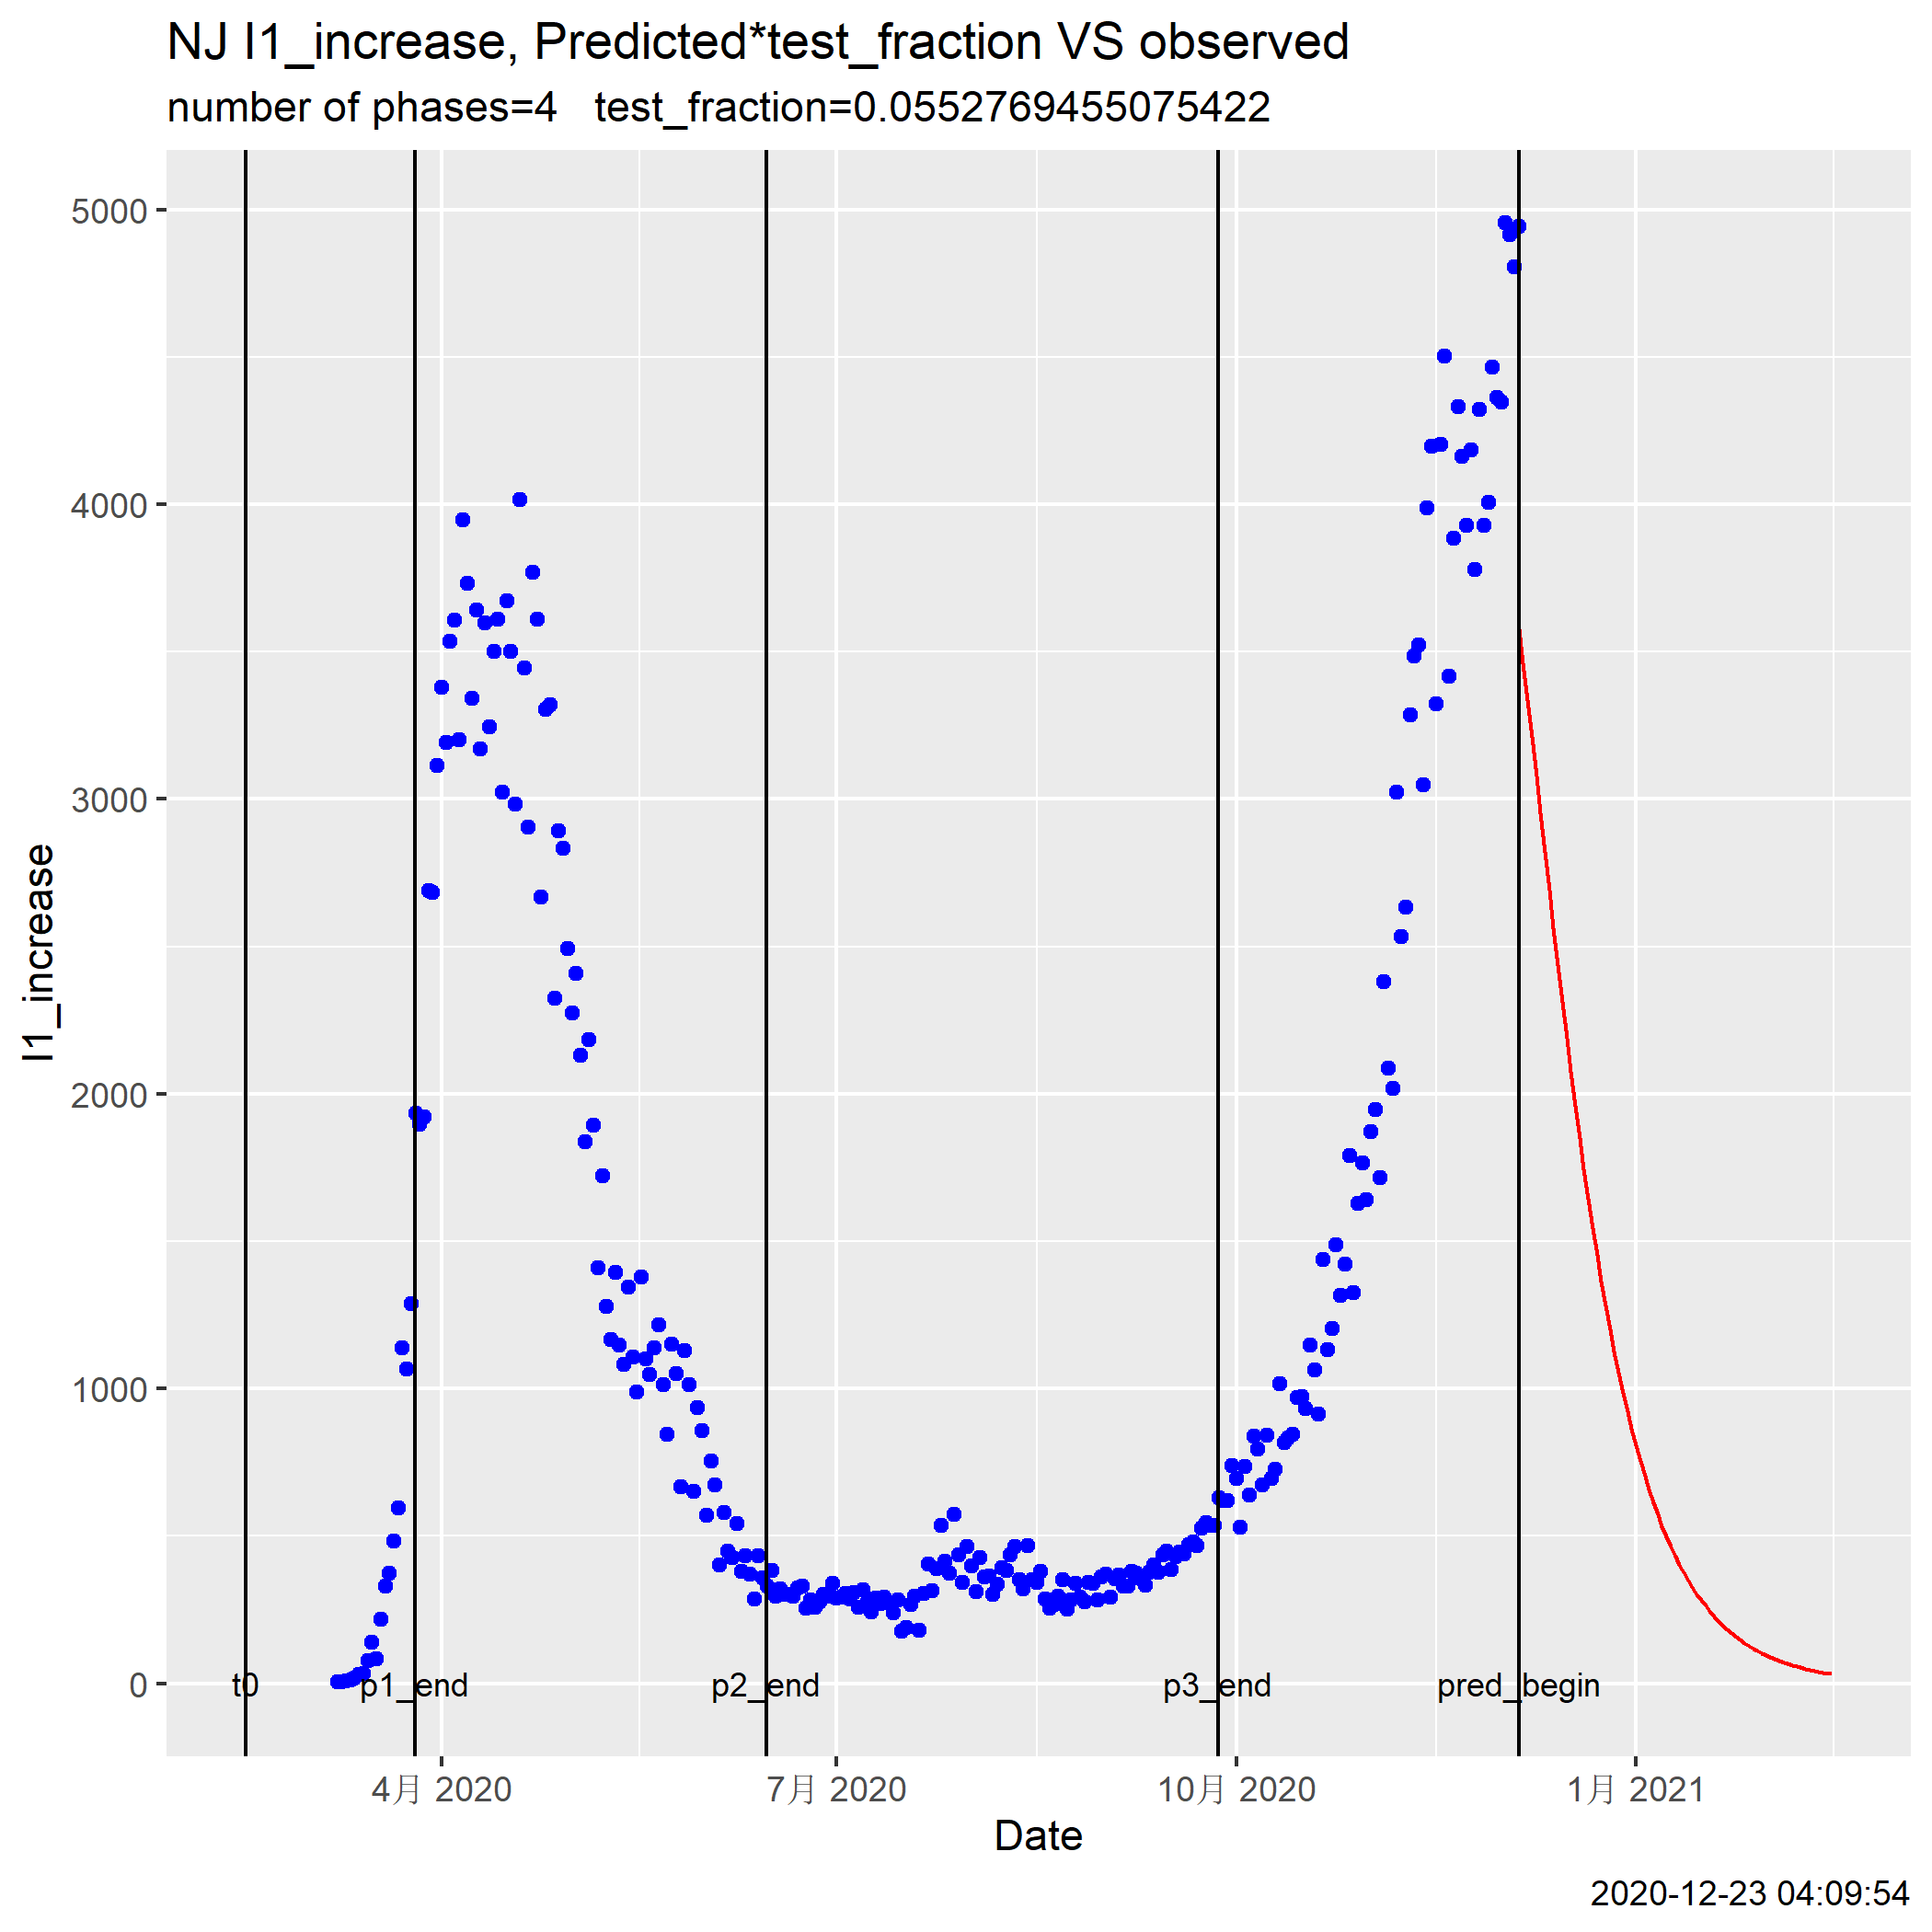 NJ I1_increase, Predicted*test_fraction VS observed
number of phases=4   test_fraction=0.0552769455075422
5000
4000
3000
2000
1000
0
I1_increase
t0
p1_end
p2_end
p3_end
pred_begin
4月 2020
7月 2020
10月 2020
1月 2021
Date
2020-12-23 04:09:54